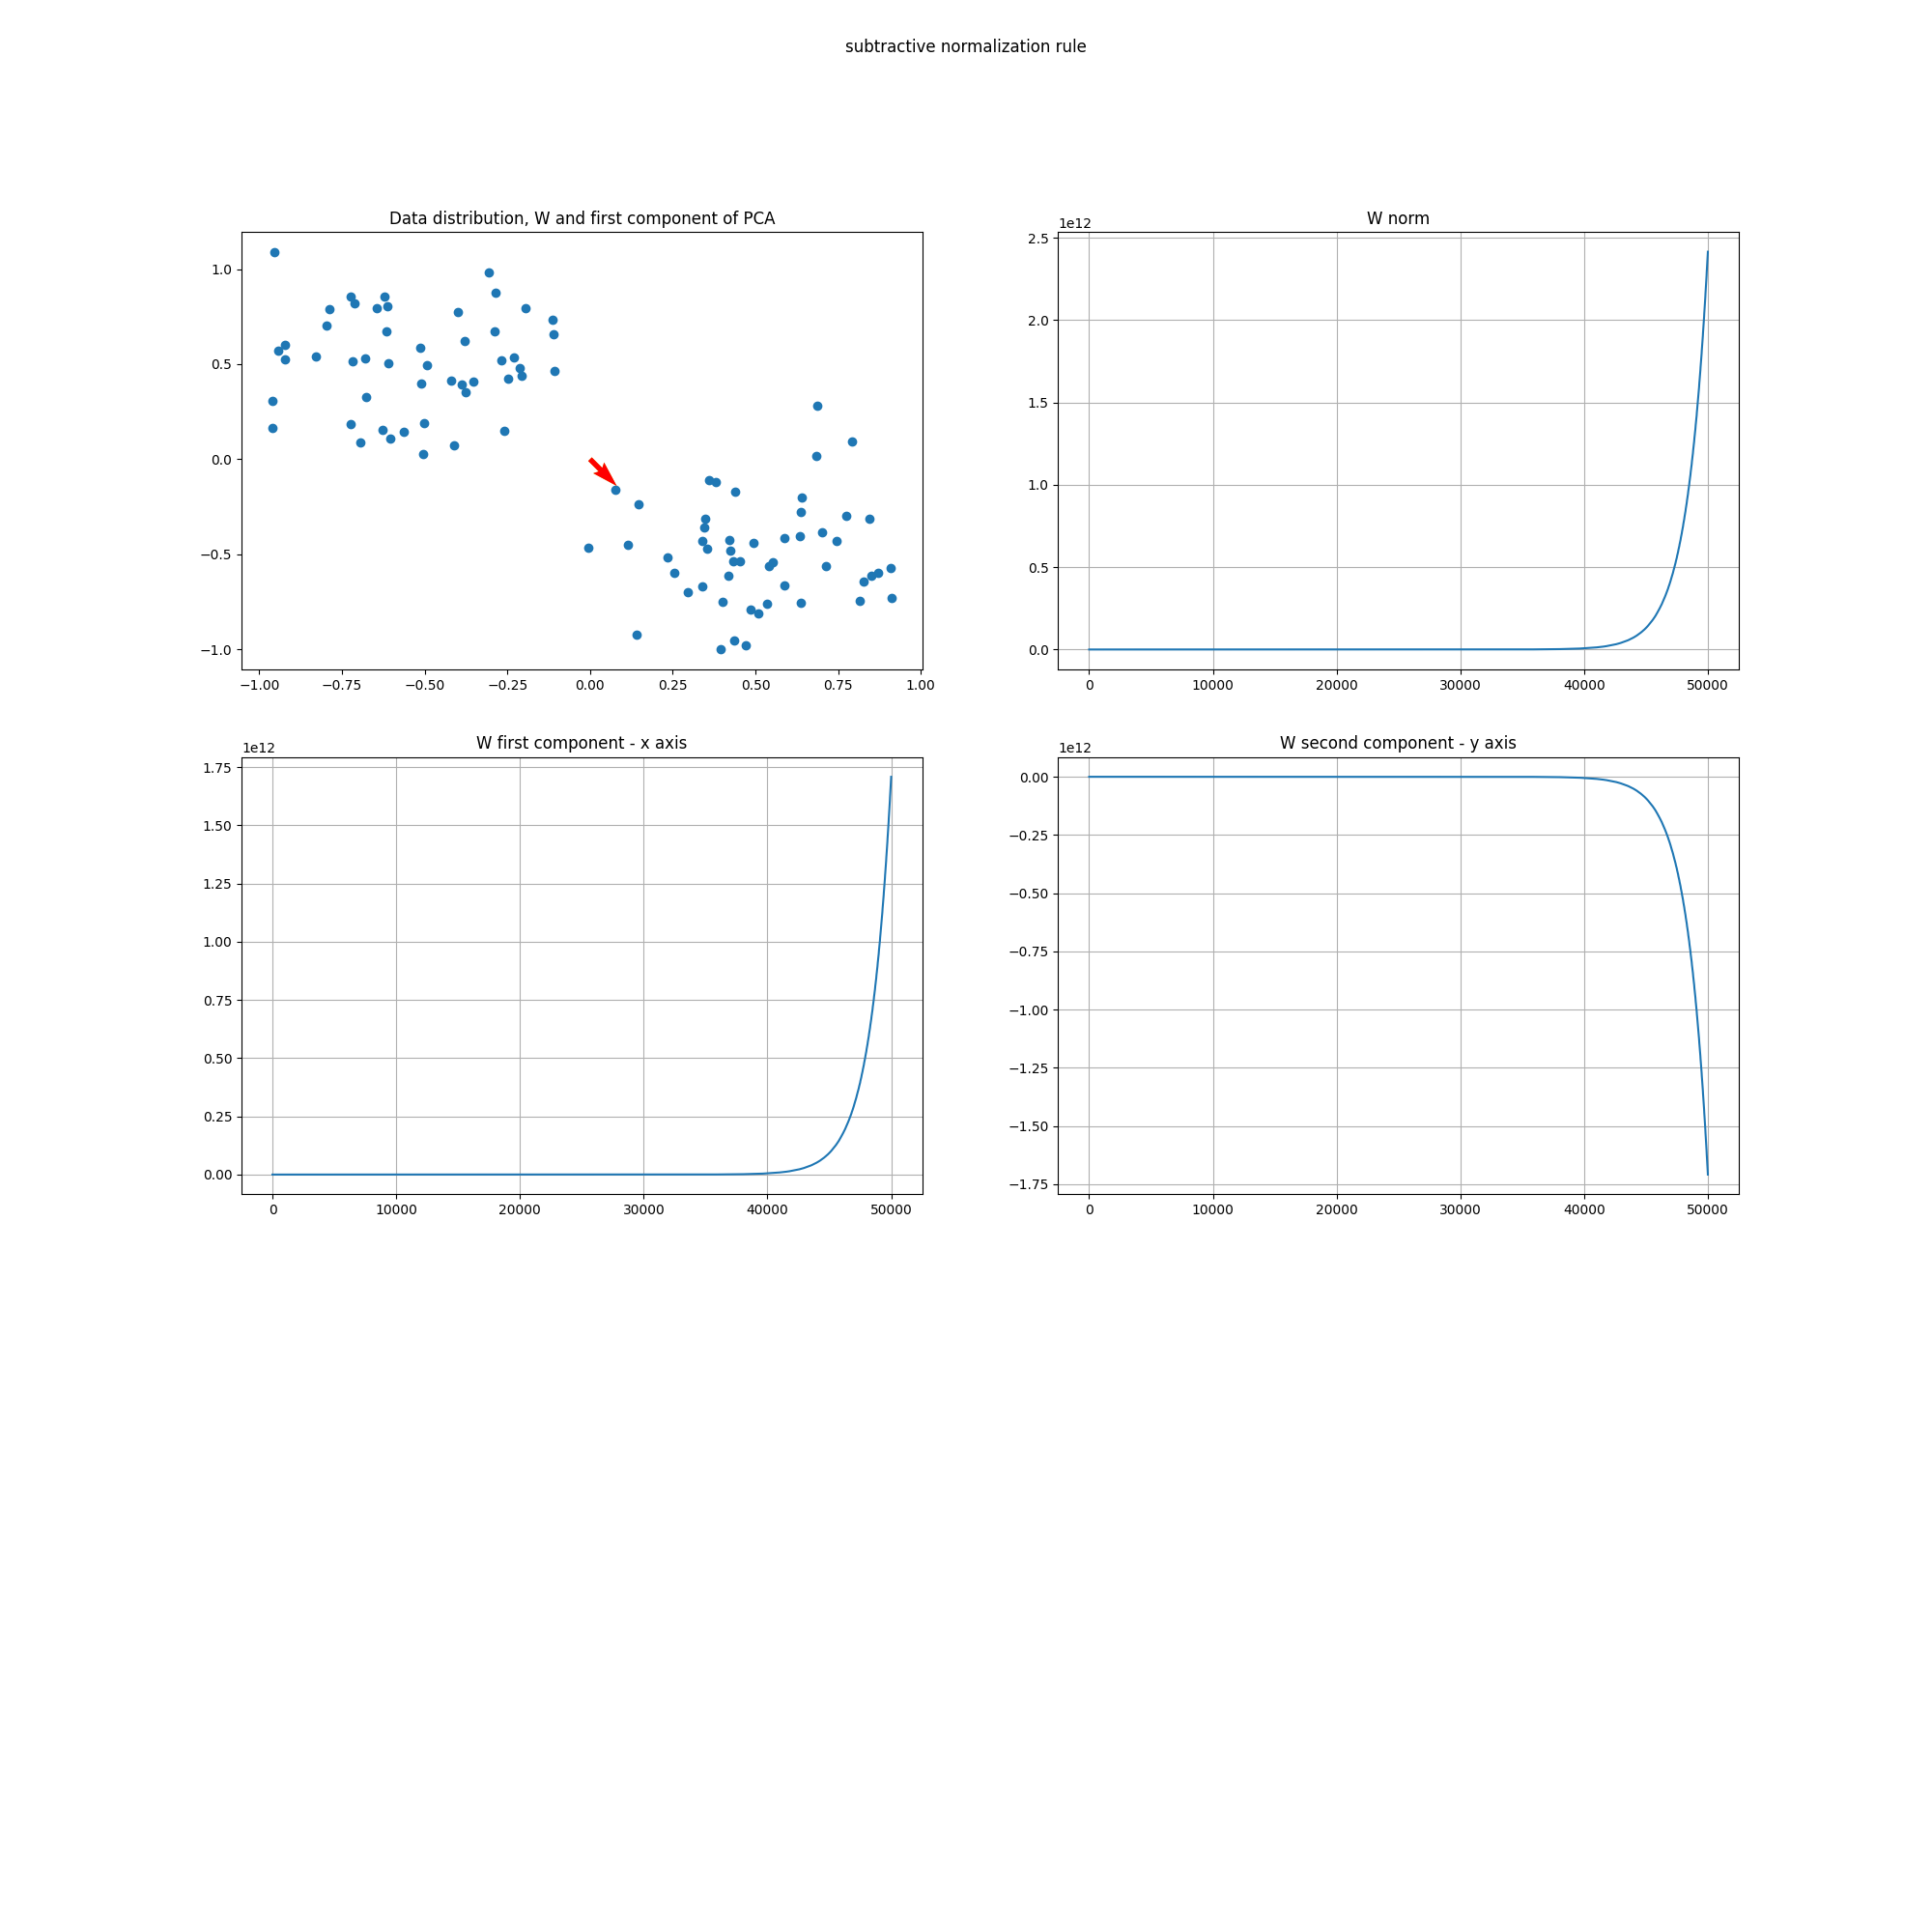 subtractive normalization rule
Data distribution, W and first component of PCA
1.0
0.5
0.0
−0.5
−1.0
−1.00 −0.75 −0.50 −0.25 0.00 0.25 0.50 0.75 1.00
W norm
1e12
2.5
2.0
1.5
1.0
0.5
0.0
0 10000 20000 30000 40000 50000
W first component - x axis
1e12
1.75
1.50
1.25
1.00
0.75
0.50
0.25
0.00
0 10000 20000 30000 40000 50000
W second component - y axis
1e12
0.00
−0.25
−0.50
−0.75
−1.00
−1.25
−1.50
−1.75
0 10000 20000 30000 40000 50000